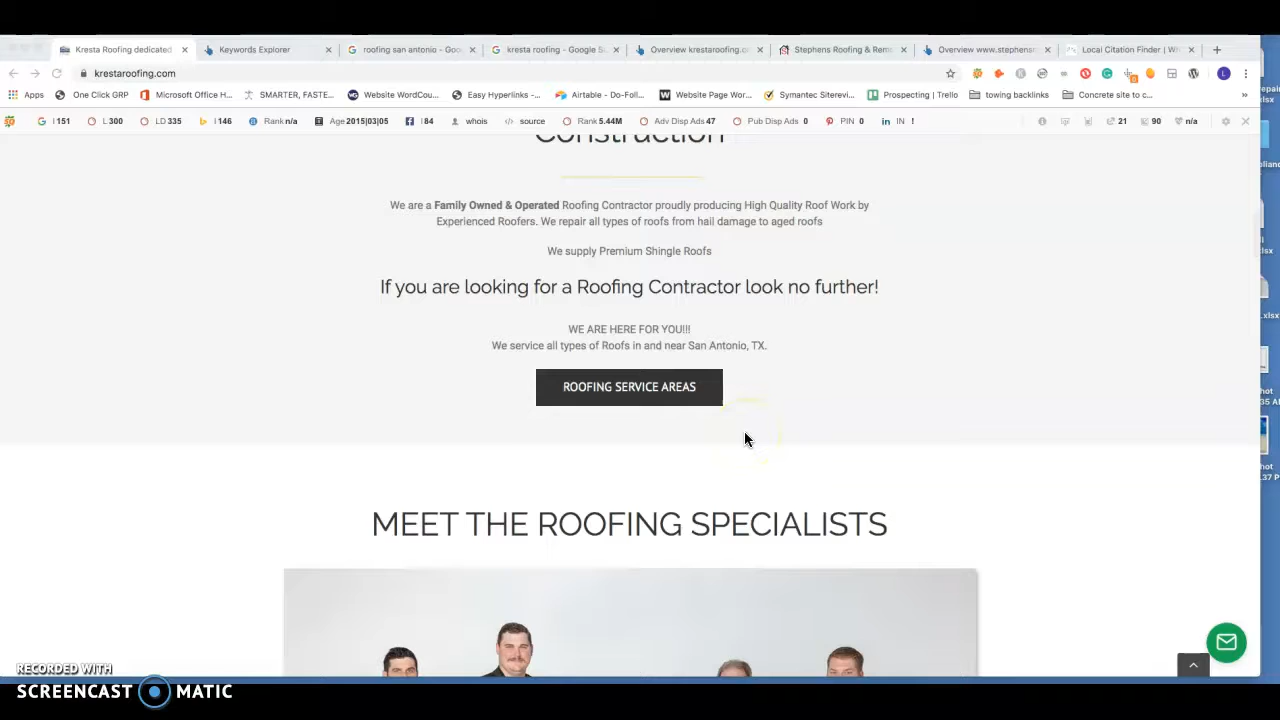 Kresta Roofing dedicated
Keywords Explorer
roofing san antonio - Goo
kresta roofing - Google S
Overview krestaroofing.c
Stephens Roofing & Rem
Overview www.stephens
Local Citation Finder | W
krestaroofing.com
Apps
One Click GRP
Microsoft Office H...
SMARTER, FASTE...
Website WordCou...
Easy Hyperlinks -...
Airtable - Do-Foll...
Website Page Wor...
Symantec Siterevi...
Prospecting | Trello
towing backlinks
Concrete site to c...
I 151
L 300
LD 335
I 146
Rank n/a
Age 2015|03|05
I 84
whois
source
Rank 5.44M
Adv Disp Ads 47
Pub Disp Ads 0
PIN 0
IN !
21
90
n/a
Construction
We are a Family Owned & Operated Roofing Contractor proudly producing High Quality Roof Work by
Experienced Roofers. We repair all types of roofs from hail damage to aged roofs
We supply Premium Shingle Roofs
If you are looking for a Roofing Contractor look no further!
WE ARE HERE FOR YOU!!!
We service all types of Roofs in and near San Antonio, TX.
ROOFING SERVICE AREAS
MEET THE ROOFING SPECIALISTS
RECORDED WITH
SCREENCAST MATIC